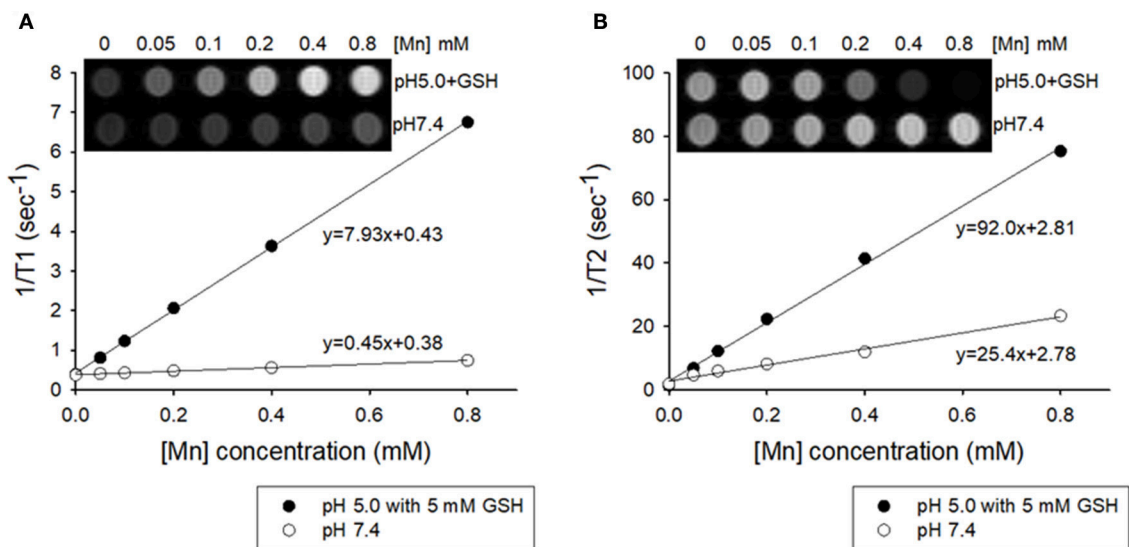 A
0 0.05 0.1 0.2 0.4 0.8 [Mn] mM
pH5.0+GSH
pH7.4
8
7
6
5
4
3
2
1
0
1/T1 (sec-1)
y=7.93x+0.43
y=0.45x+0.38
0.0 0.2 0.4 0.6 0.8
[Mn] concentration (mM)
pH 5.0 with 5 mM GSH
pH 7.4
B
0 0.05 0.1 0.2 0.4 0.8 [Mn] mM
pH5.0+GSH
pH7.4
100
80
60
40
20
0
1/T2 (sec-1)
y=92.0x+2.81
y=25.4x+2.78
0.0 0.2 0.4 0.6 0.8
[Mn] concentration (mM)
pH 5.0 with 5 mM GSH
pH 7.4